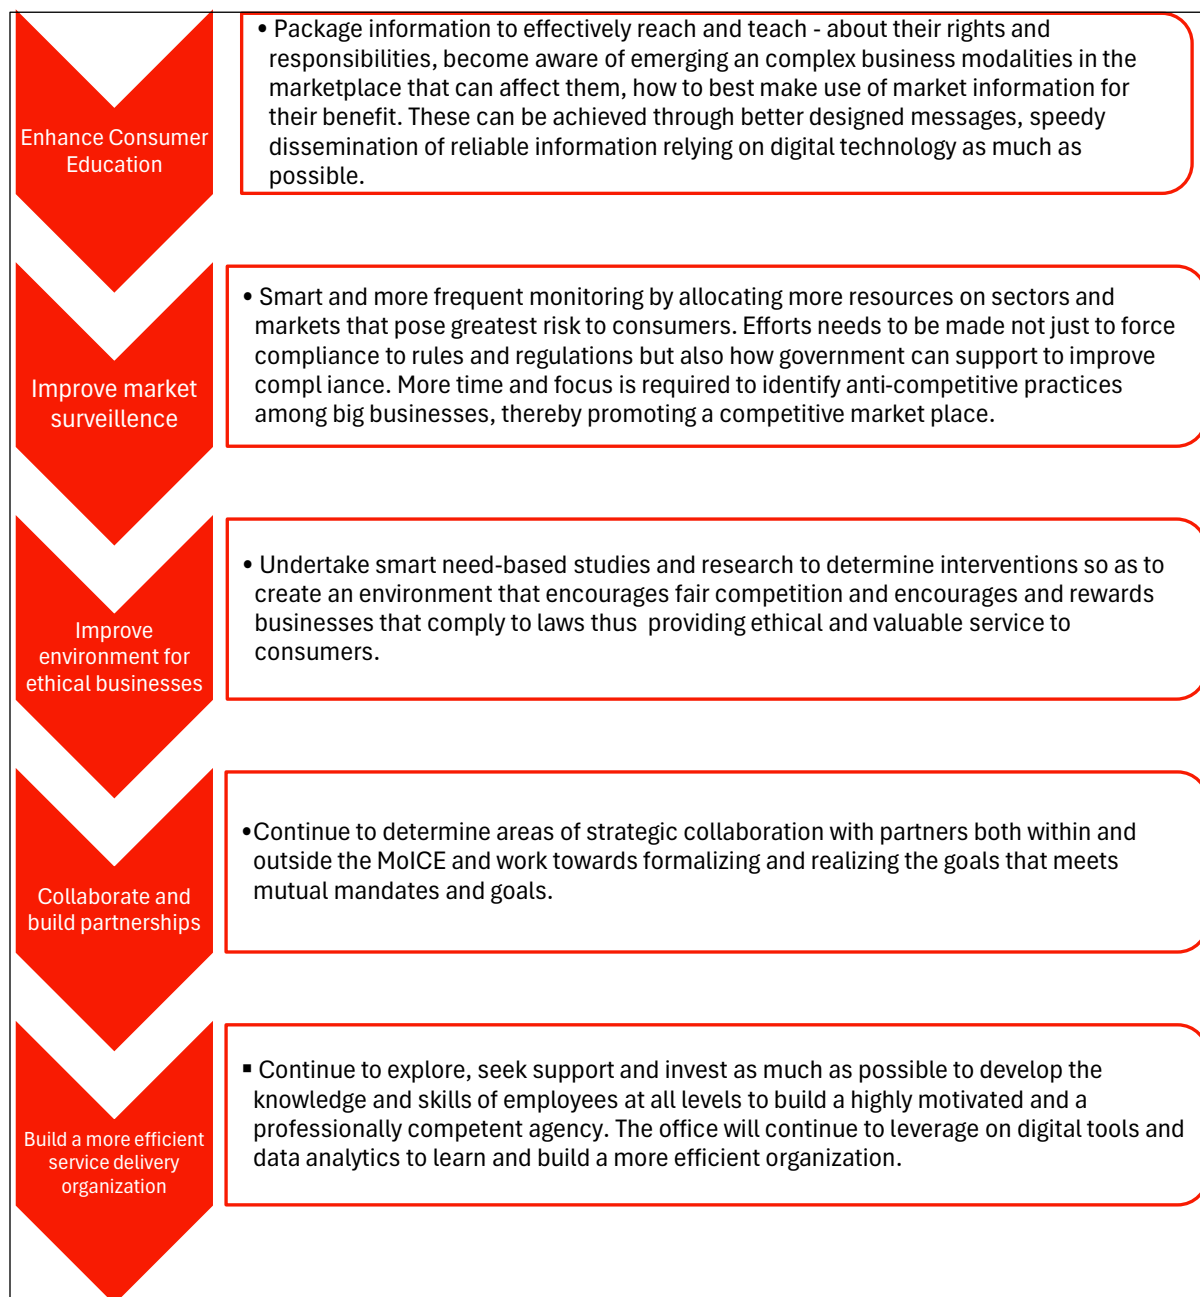 Enhance Consumer
Education
• Package information to effectively reach and teach - about their rights and
responsibilities, become aware of emerging an complex business modalities in the
marketplace that can affect them, how to best make use of market information for
their benefit. These can be achieved through better designed messages, speedy
dissemination of reliable information relying on digital technology as much as
possible.
Improve market
surveillence
• Smart and more frequent monitoring by allocating more resources on sectors and
markets that pose greatest risk to consumers. Efforts needs to be made not just to force
compliance to rules and regulations but also how government can support to improve
compl iance. More time and focus is required to identify anti-competitive practices
among big businesses, thereby promoting a competitive market place.
Improve
environment for
ethical businesses
• Undertake smart need-based studies and research to determine interventions so as to
create an environment that encourages fair competition and encourages and rewards
businesses that comply to laws thus  providing ethical and valuable service to
consumers.
Collaborate and
build partnerships
•Continue to determine areas of strategic collaboration with partners both within and
outside the MoICE and work towards formalizing and realizing the goals that meets
mutual mandates and goals.
Build a more efficient
service delivery
organization
▪ Continue to explore, seek support and invest as much as possible to develop the
knowledge and skills of employees at all levels to build a highly motivated and a
professionally competent agency. The office will continue to leverage on digital tools and
data analytics to learn and build a more efficient organization.